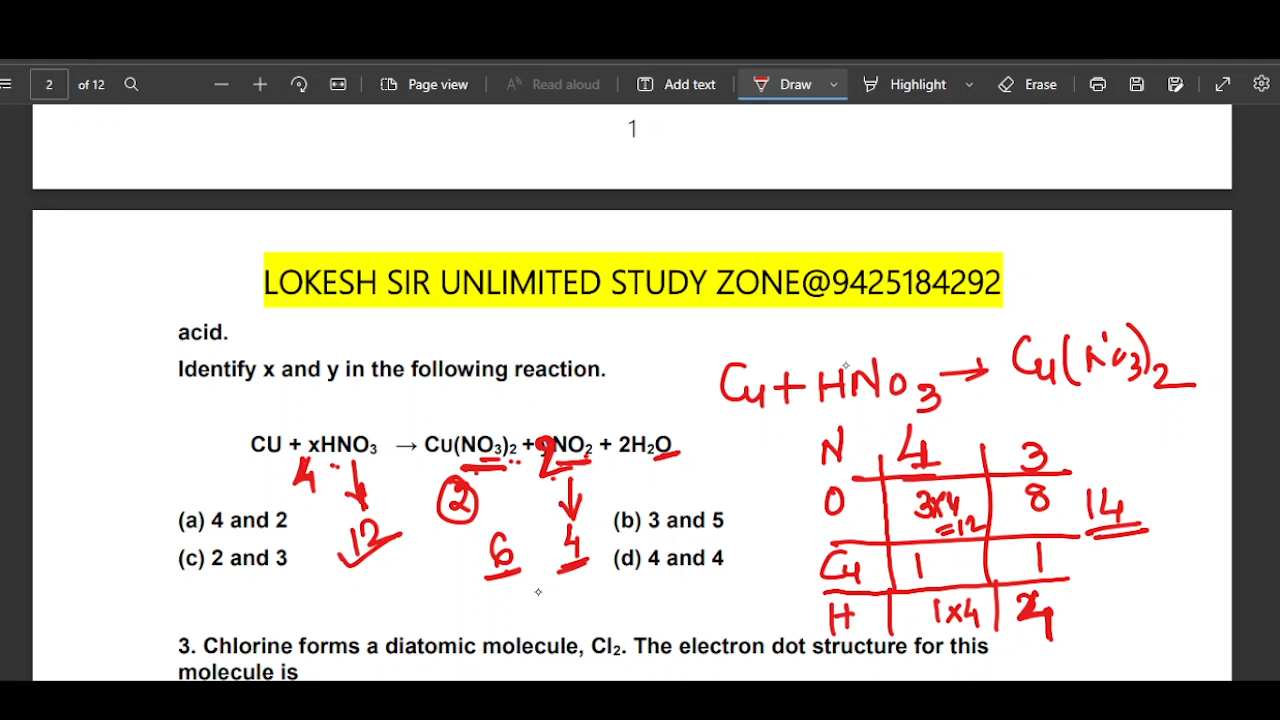 2 of 12 Page view Read aloud Add text Draw Highlight Erase
1
LOKESH SIR UNLIMITED STUDY ZONE@9425184292
acid.
Identify x and y in the following reaction.
Cu + HNO3 → Cu(NO3)2
CU + xHNO₃ → Cu(NO₃)₂ + yNO₂ + 2H₂O
4 2
2
12
6 4
N 4 3
O 3x4 =12 8 14
Cu 1 1
H 1x4 4
(a) 4 and 2 (b) 3 and 5
(c) 2 and 3 (d) 4 and 4
3. Chlorine forms a diatomic molecule, Cl₂. The electron dot structure for this
molecule is